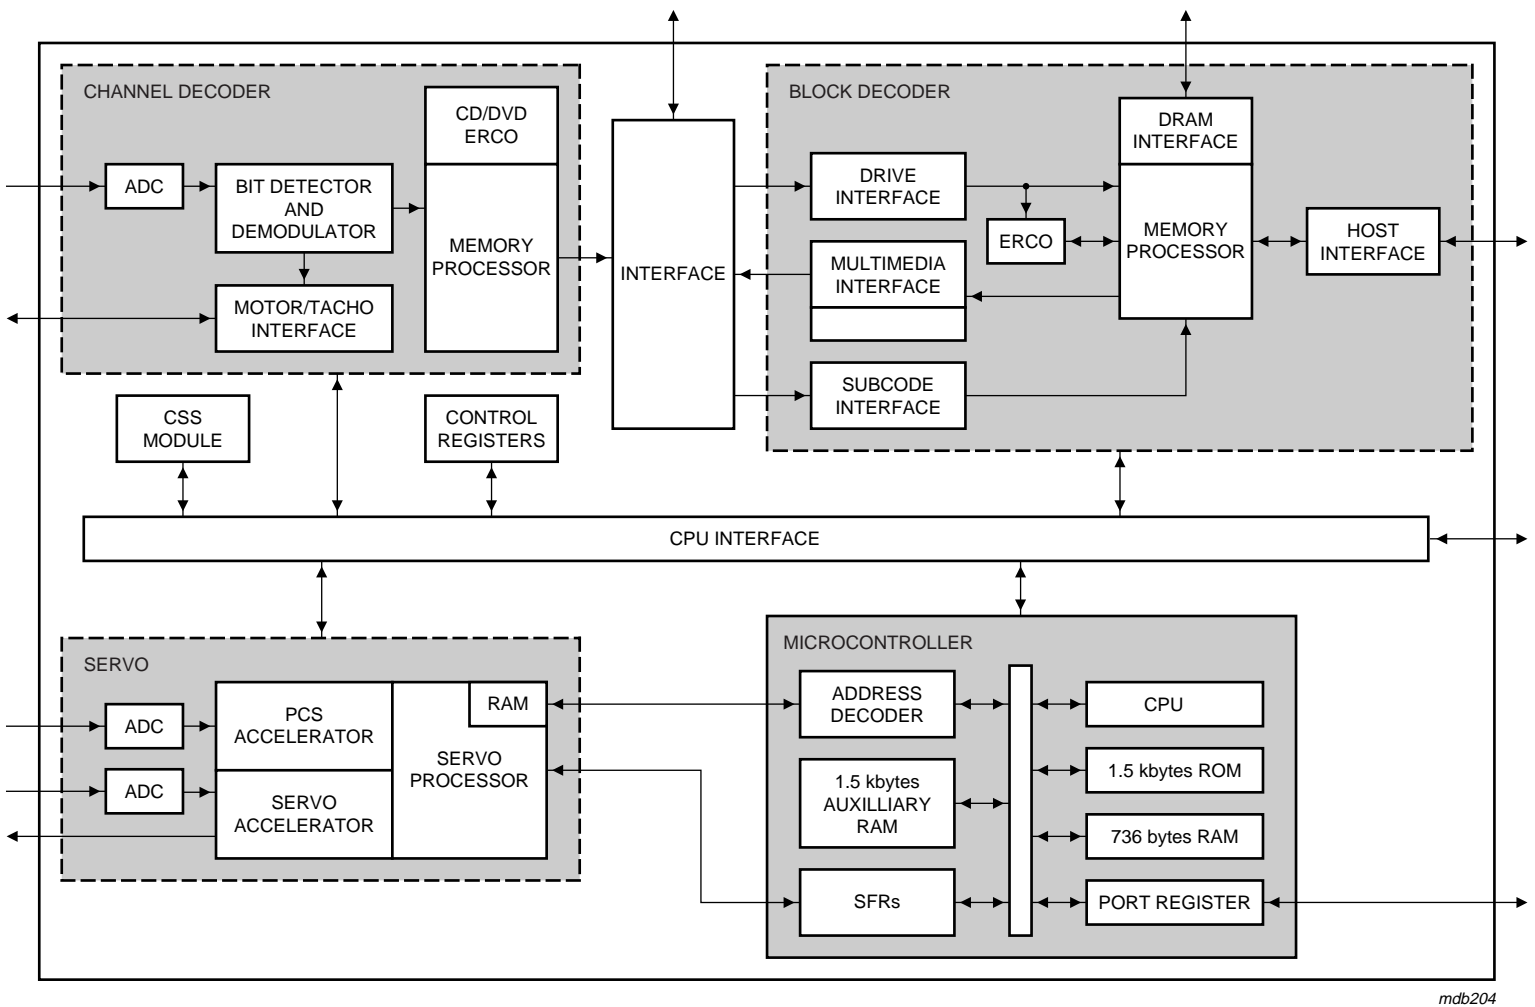 CHANNEL DECODER
ADC
BIT DETECTOR
AND
DEMODULATOR
MOTOR/TACHO
INTERFACE
CD/DVD
ERCO
MEMORY
PROCESSOR
INTERFACE
BLOCK DECODER
DRIVE
INTERFACE
MULTIMEDIA
INTERFACE
SUBCODE
INTERFACE
ERCO
DRAM
INTERFACE
MEMORY
PROCESSOR
HOST
INTERFACE
CSS
MODULE
CONTROL
REGISTERS
CPU INTERFACE
SERVO
ADC
ADC
PCS
ACCELERATOR
SERVO
ACCELERATOR
RAM
SERVO
PROCESSOR
MICROCONTROLLER
ADDRESS
DECODER
1.5 kbytes
AUXILLIARY
RAM
SFRs
CPU
1.5 kbytes ROM
736 bytes RAM
PORT REGISTER
mdb204